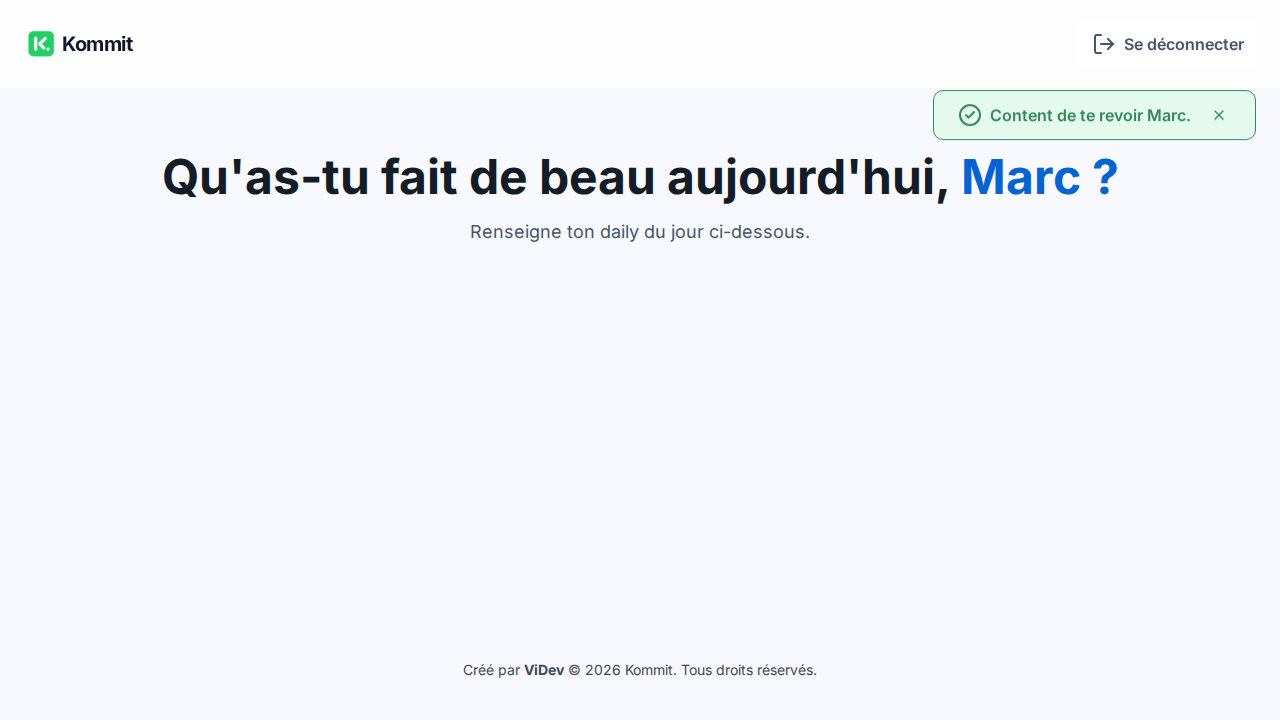 Kommit
Se déconnecter
Content de te revoir Marc.
Qu'as-tu fait de beau aujourd'hui, Marc ?
Renseigne ton daily du jour ci-dessous.
Créé par ViDev © 2026 Kommit. Tous droits réservés.